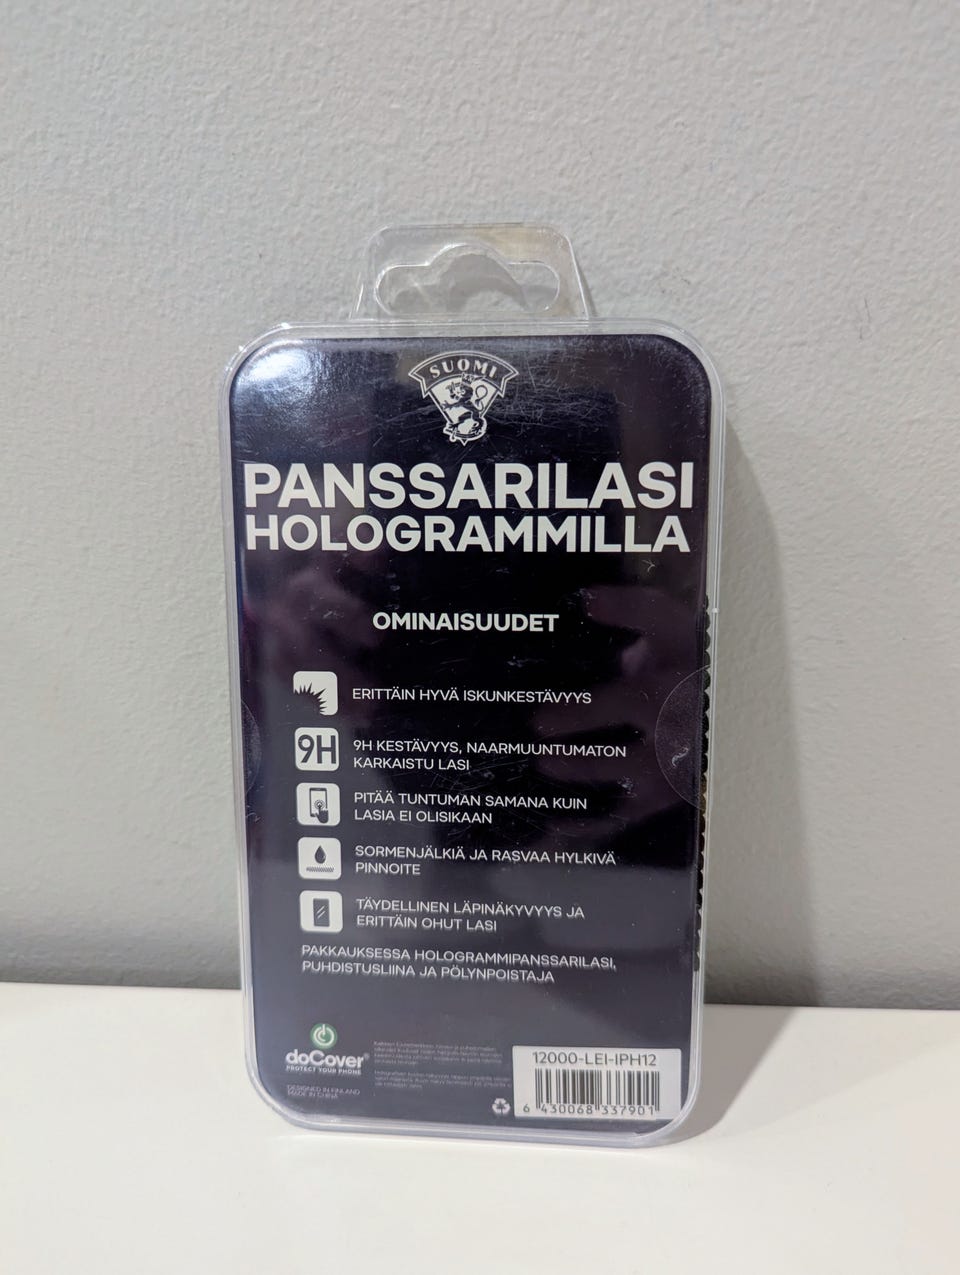 SUOMI
PANSSARILASI
HOLOGRAMMILLA
OMINAISUUDET
ERITTÄIN HYVÄ ISKUNKESTÄVYYS
9H
9H KESTÄVYYS, NAARMUUNTUMATON
KARKAISTU LASI
PITÄÄ TUNTUMAN SAMANA KUIN
LASIA EI OLISIKAAN
SORMENJÄLKIÄ JA RASVAA HYLKIVÄ
PINNOITE
TÄYDELLINEN LÄPINÄKYVYYS JA
ERITTÄIN OHUT LASI
PAKKAUKSESSA HOLOGRAMMIPANSSARILASI,
PUHDISTUSLIINA JA PÖLYNPOISTAJA
doCover®
PROTECT YOUR PHONE
DESIGNED IN FINLAND
MADE IN CHINA
12000-LEI-IPH12
6 430068 337901